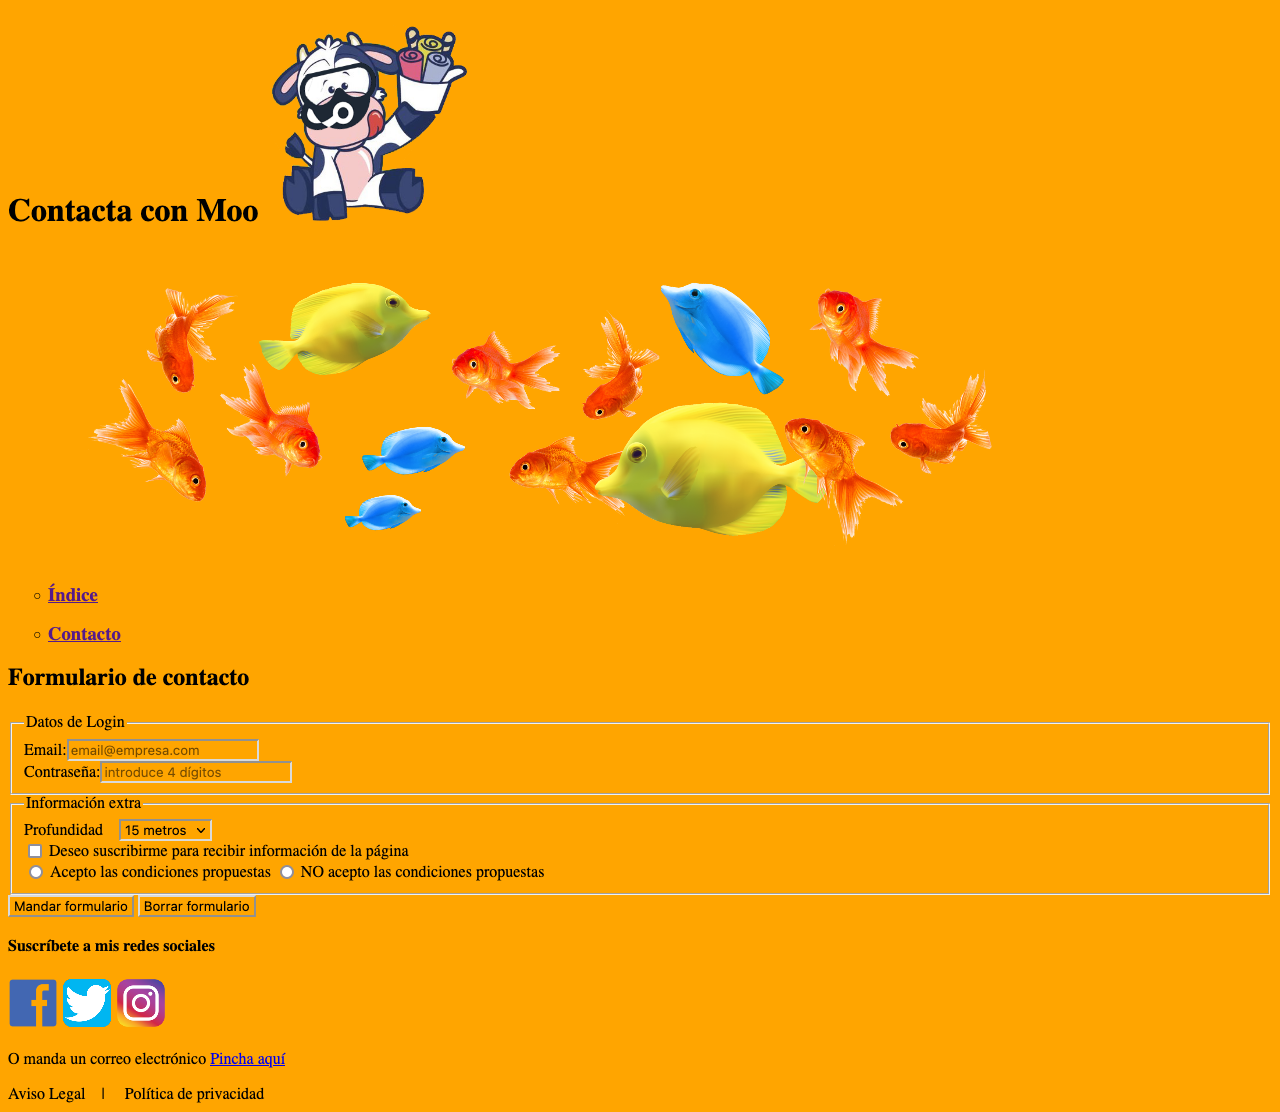 Contacta con Moo
Índice
Contacto
Formulario de contacto
Datos de Login
Email: email@empresa.com
Contraseña: introduce 4 dígitos
Información extra
Profundidad 15 metros
Deseo suscribirme para recibir información de la página
Acepto las condiciones propuestas NO acepto las condiciones propuestas
Mandar formulario Borrar formulario
Suscríbete a mis redes sociales
O manda un correo electrónico Pincha aquí
Aviso Legal | Política de privacidad